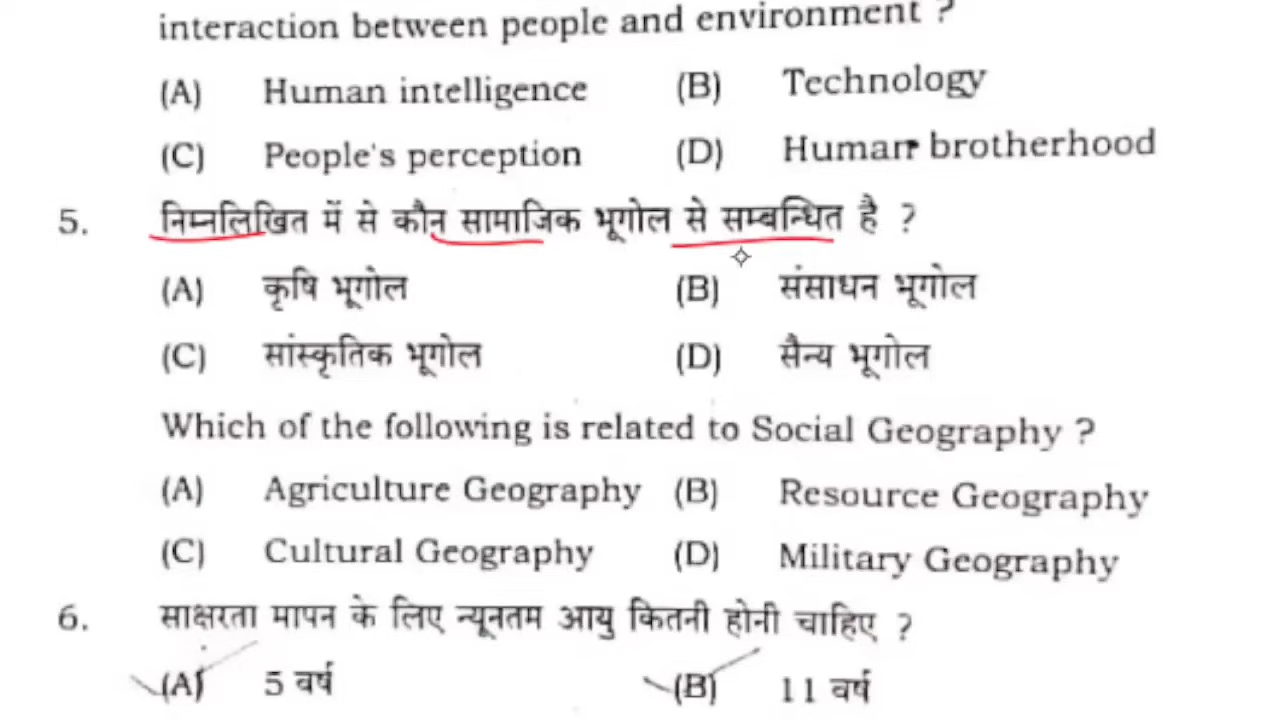 interaction between people and environment ?
(A) Human intelligence (B) Technology
(C) People's perception (D) Human brotherhood
5. निम्नलिखित में से कौन सामाजिक भूगोल से सम्बन्धित है ?
(A) कृषि भूगोल (B) संसाधन भूगोल
(C) सांस्कृतिक भूगोल (D) सैन्य भूगोल
Which of the following is related to Social Geography ?
(A) Agriculture Geography (B) Resource Geography
(C) Cultural Geography (D) Military Geography
6. साक्षरता मापन के लिए न्यूनतम आयु कितनी होनी चाहिए ?
(A) 5 वर्ष (B) 11 वर्ष